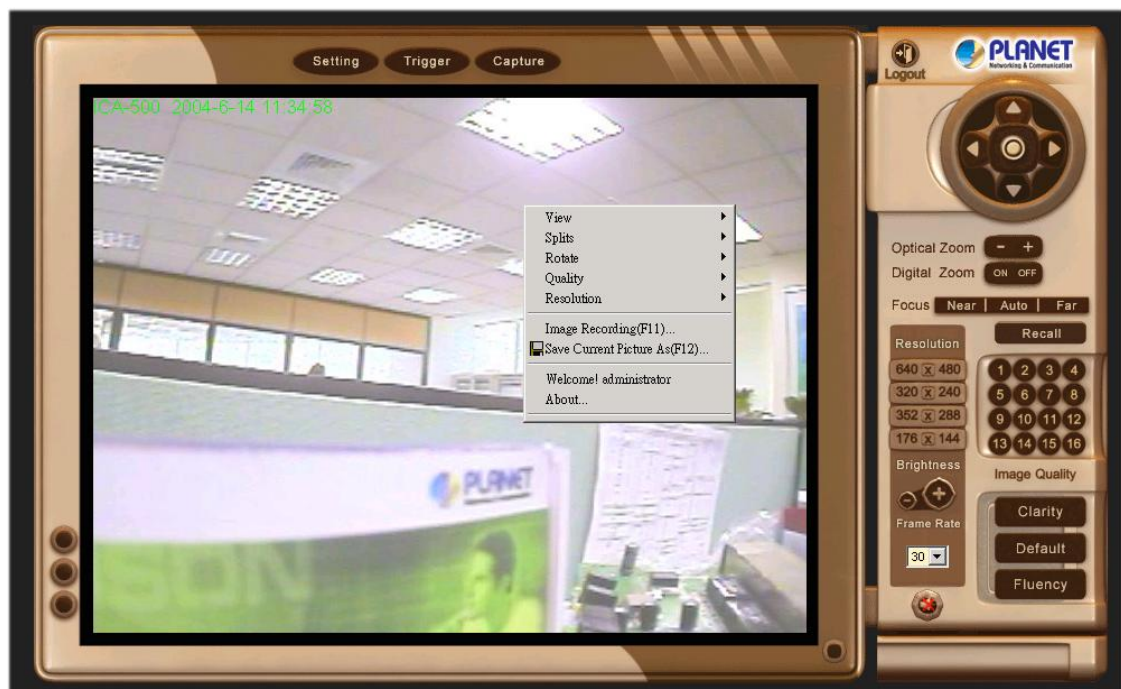 Setting Trigger Capture
ICA-500 2004-6-14 11:34:58
View
Splits
Rotate
Quality
Resolution
Image Recording(F11)...
Save Current Picture As(F12)...
Welcome! administrator
About...
PLANET
Logout
PLANET
Networking & Communication
Optical Zoom - +
Digital Zoom ON OFF
Focus Near | Auto | Far
Resolution
640 X 480
320 X 240
352 X 288
176 X 144
Brightness
- +
Frame Rate
30
Recall
1 2 3 4
5 6 7 8
9 10 11 12
13 14 15 16
Image Quality
Clarity
Default
Fluency